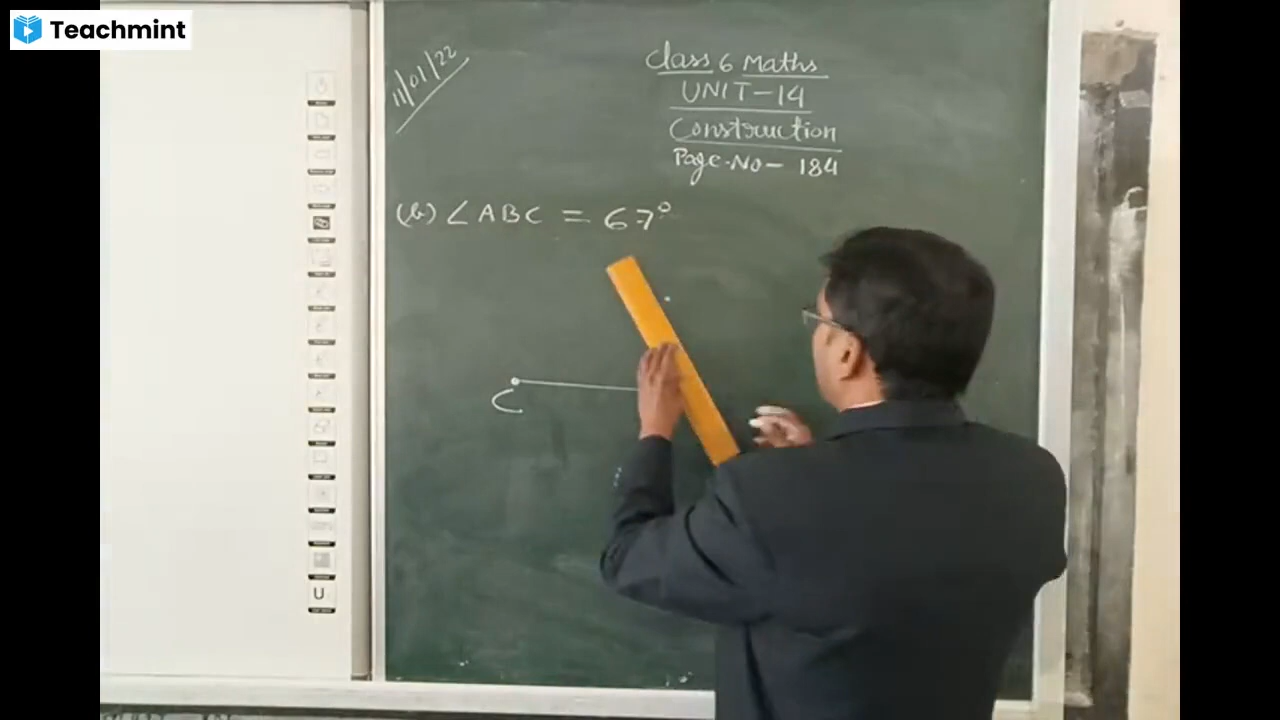 Teachmint
11/01/22
Class 6 Maths
UNIT-14
Construction
Page.No- 184
(b) ∠ABC = 67°
C
U